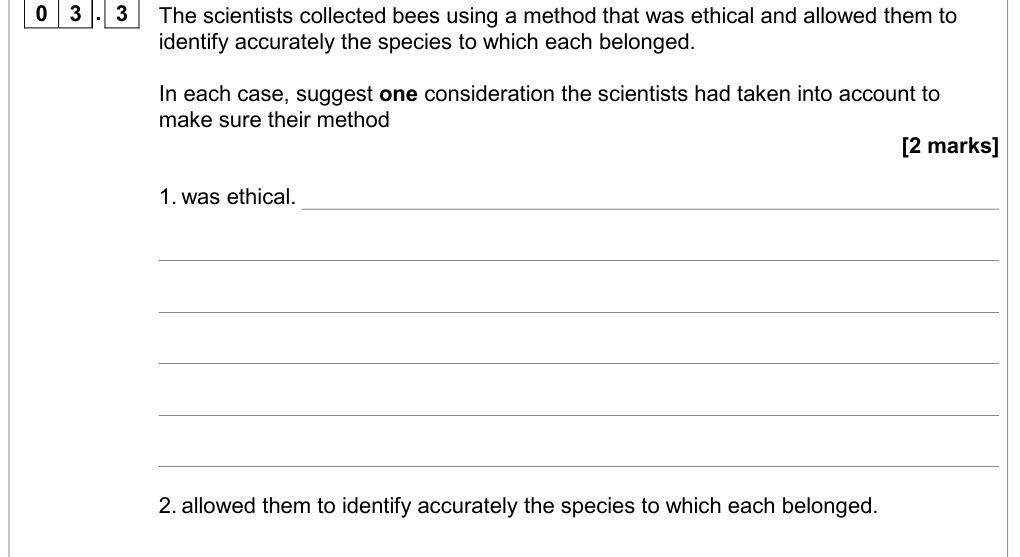 0 3 . 3 The scientists collected bees using a method that was ethical and allowed them to
identify accurately the species to which each belonged.
In each case, suggest one consideration the scientists had taken into account to
make sure their method
[2 marks]
1. was ethical.
2. allowed them to identify accurately the species to which each belonged.